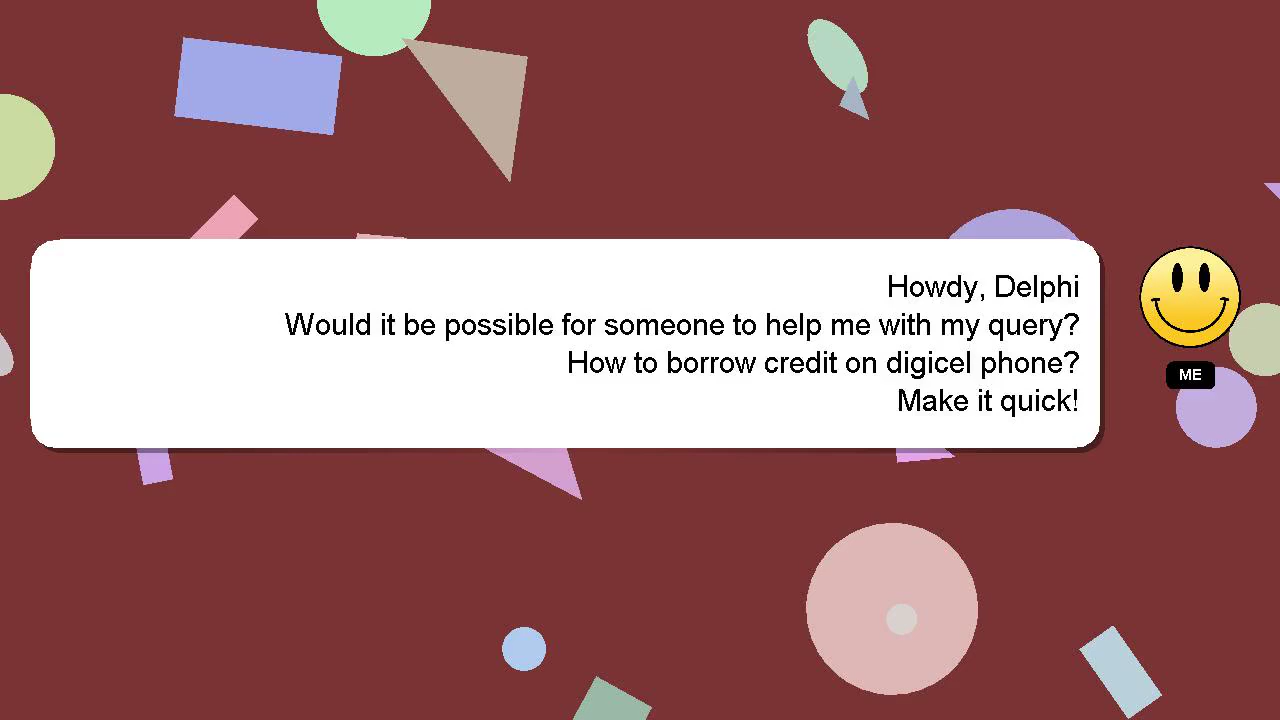 Howdy, Delphi
Would it be possible for someone to help me with my query?
How to borrow credit on digicel phone?
Make it quick!
ME